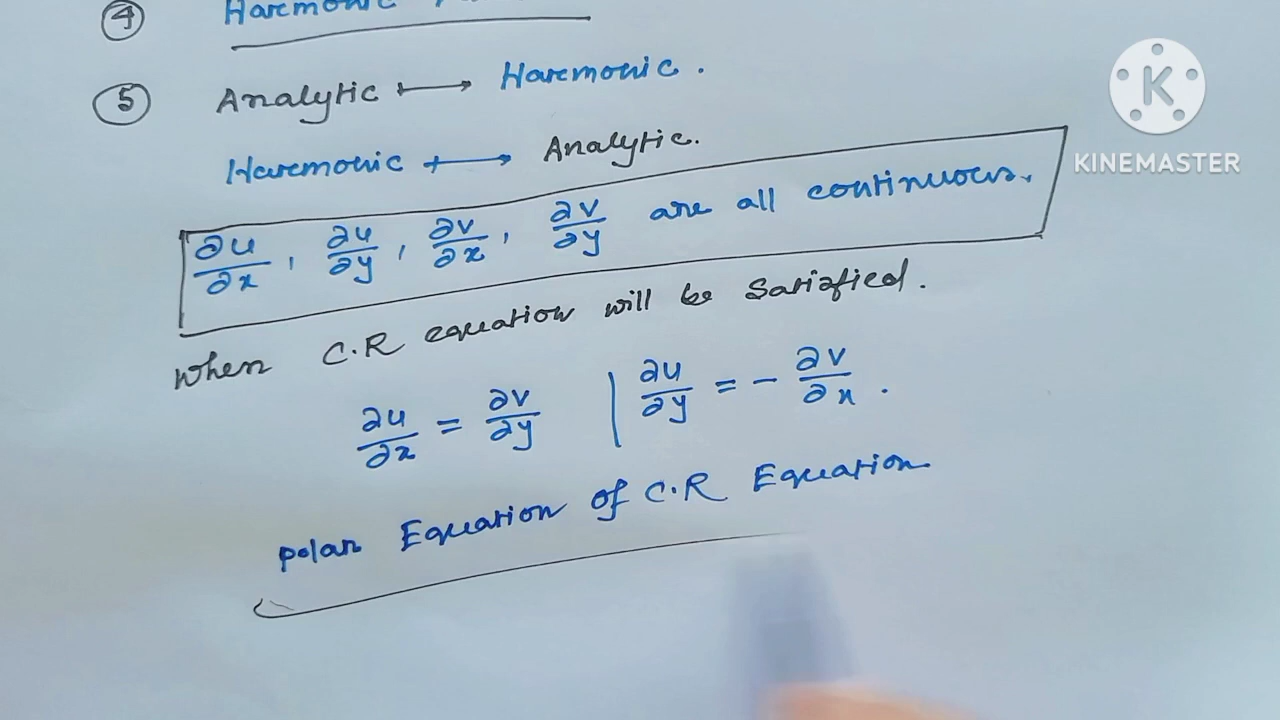 ④ Harmonic
⑤ Analytic ⟼ Harmonic .
Harmonic ⟼ Analytic.
∂u/∂x , ∂u/∂y , ∂v/∂x , ∂v/∂y are all continuous.
When C.R equation will be Satisfied .
∂u/∂x = ∂v/∂y | ∂u/∂y = - ∂v/∂x .
polar Equation of C.R Equation
KINEMASTER